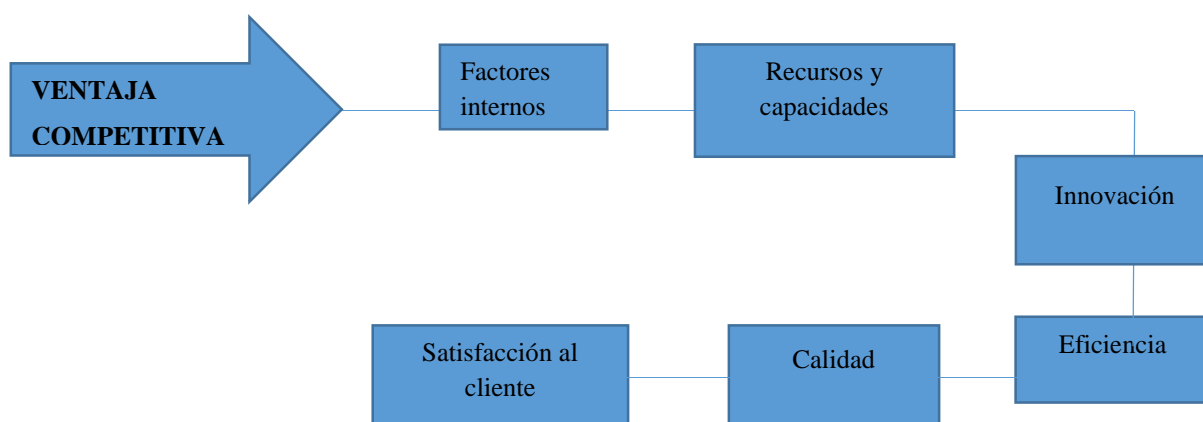 VENTAJA
COMPETITIVA
Factores
internos
Recursos y
capacidades
Innovación
Eficiencia
Calidad
Satisfacción al
cliente